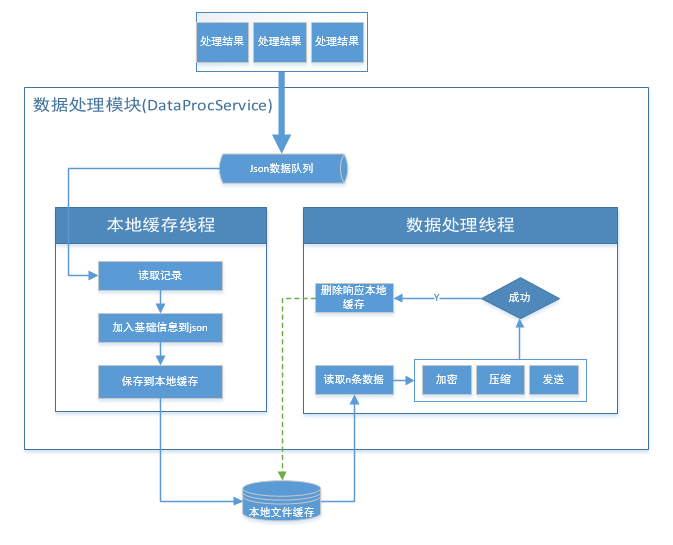 处理结果
处理结果
处理结果
数据处理模块(DataProcService)
Json数据队列
本地缓存线程
读取记录
加入基础信息到json
保存到本地缓存
数据处理线程
删除响应本地
缓存
Y
成功
读取n条数据
加密
压缩
发送
本地文件缓存